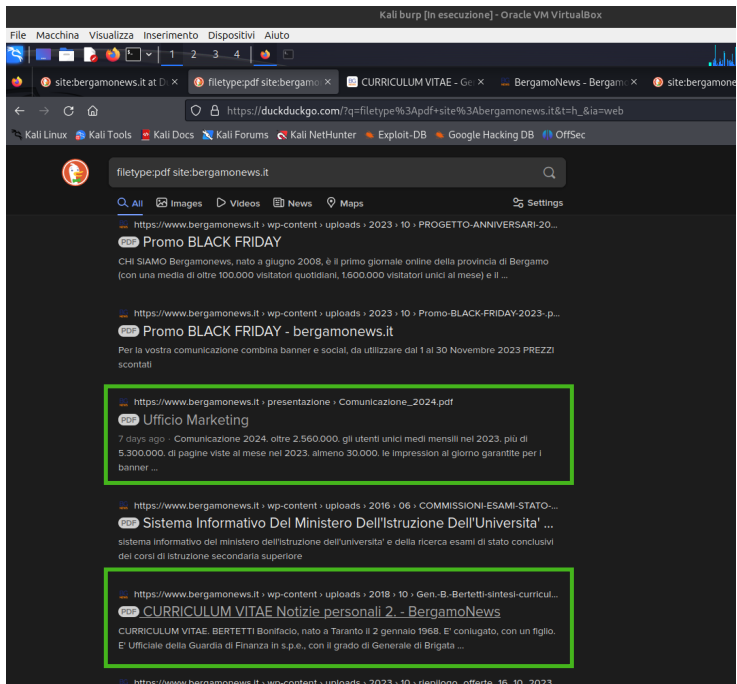 Kali burp [In esecuzione] - Oracle VM VirtualBox
File Macchina Visualizza Inserimento Dispositivi Aiuto
1 2 3 4
site:bergamonews.it at D
filetype:pdf site:bergamo
CURRICULUM VITAE - Ge
BergamoNews - Bergam
site:bergamone
https://duckduckgo.com/?q=filetype%3Apdf+site%3Abergamonews.it&t=h_&ia=web
Kali Linux Kali Tools Kali Docs Kali Forums Kali NetHunter Exploit-DB Google Hacking DB OffSec
filetype:pdf site:bergamonews.it
All Images Videos News Maps Settings
https://www.bergamonews.it › wp-content › uploads › 2023 › 10 › PROGETTO-ANNIVERSARI-20...
PDF Promo BLACK FRIDAY
CHI SIAMO Bergamonews, nato a giugno 2008, è il primo giornale online della provincia di Bergamo
(con una media di oltre 100.000 visitatori quotidiani, 1.600.000 visitatori unici al mese) e il ...
https://www.bergamonews.it › wp-content › uploads › 2023 › 10 › Promo-BLACK-FRIDAY-2023-.p...
PDF Promo BLACK FRIDAY - bergamonews.it
Per la vostra comunicazione combina banner e social, da utilizzare dal 1 al 30 Novembre 2023 PREZZI
scontati
https://www.bergamonews.it › presentazione › Comunicazione_2024.pdf
PDF Ufficio Marketing
7 days ago · Comunicazione 2024. oltre 2.560.000. gli utenti unici medi mensili nel 2023. più di
5.300.000. di pagine viste al mese nel 2023. almeno 30.000. le impression al giorno garantite per i
banner ...
https://www.bergamonews.it › wp-content › uploads › 2016 › 06 › COMMISSIONI-ESAMI-STATO-...
PDF Sistema Informativo Del Ministero Dell'Istruzione Dell'Universita' ...
sistema informativo del ministero dell'istruzione dell'universita' e della ricerca esami di stato conclusivi
dei corsi di istruzione secondaria superiore
https://www.bergamonews.it › wp-content › uploads › 2018 › 10 › Gen.-B.-Bertetti-sintesi-curricul...
PDF CURRICULUM VITAE Notizie personali 2. - BergamoNews
CURRICULUM VITAE. BERTETTI Bonifacio, nato a Taranto il 2 gennaio 1968. E' coniugato, con un figlio.
E' Ufficiale della Guardia di Finanza in s.p.e., con il grado di Generale di Brigata ...
https://www.bergamonews.it › wp-content › uploads › 2023 › 10 › riepilogo_offerte_16_10_2023